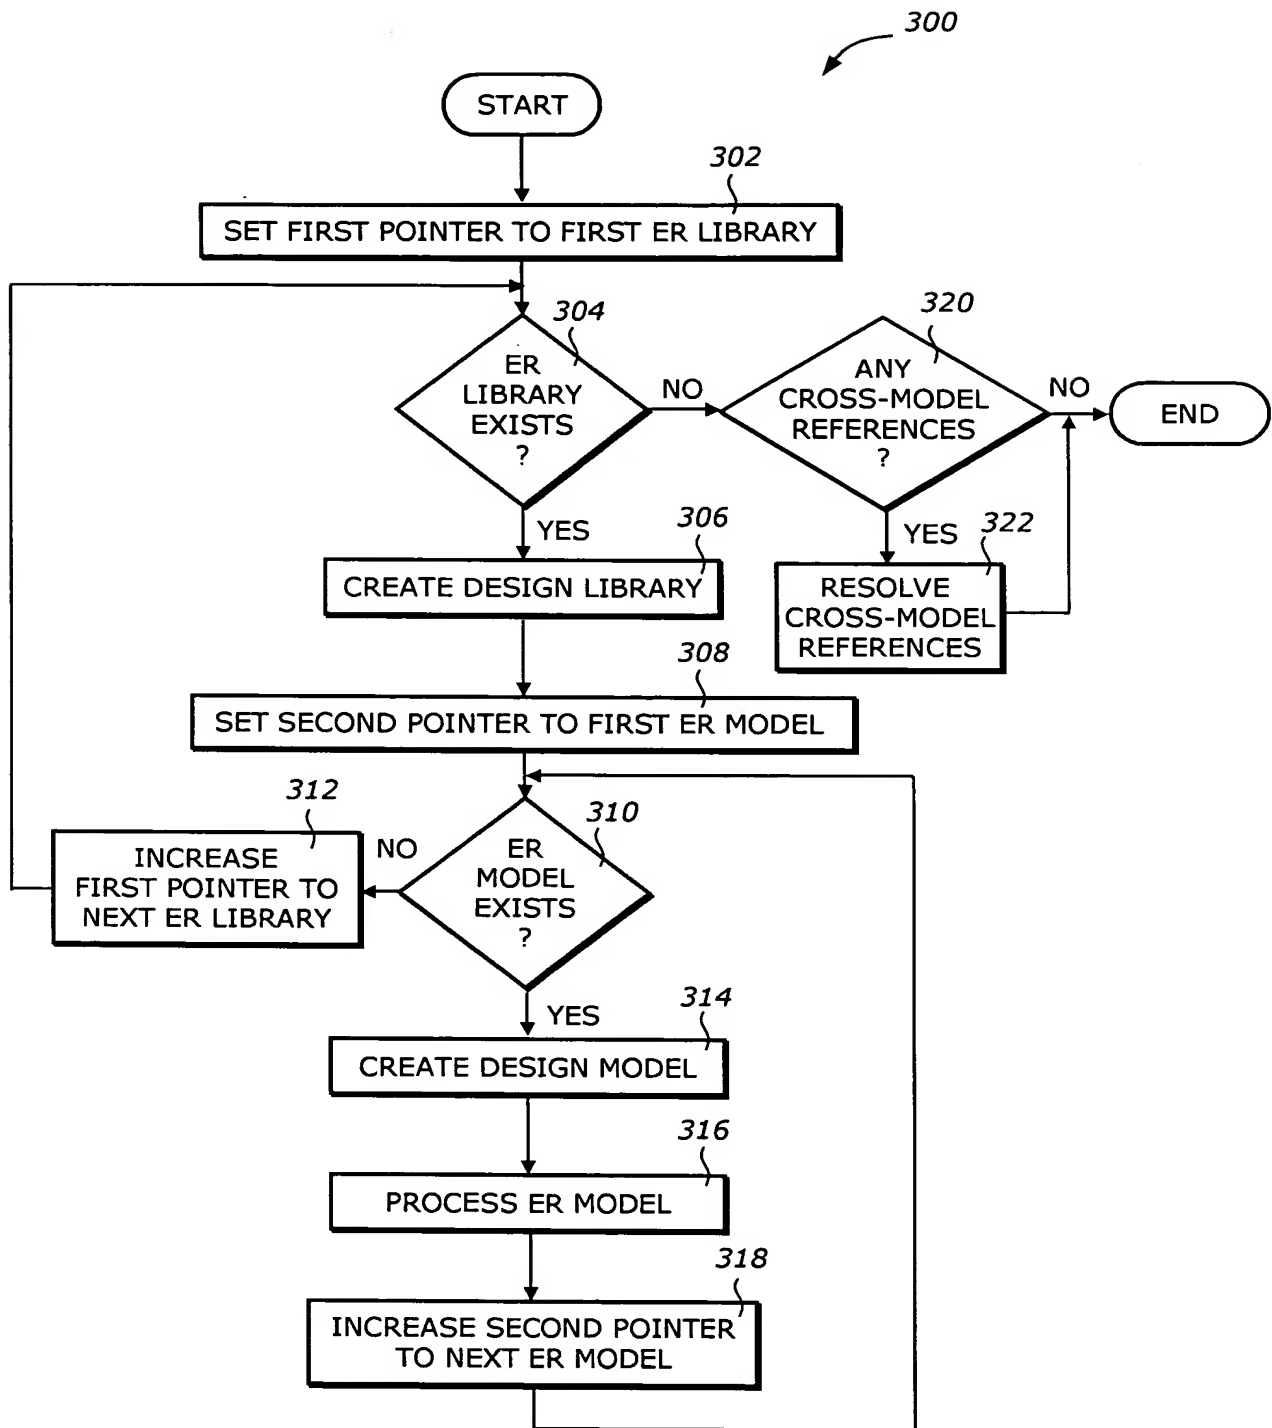 300
START
302
SET FIRST POINTER TO FIRST ER LIBRARY
304
ER
LIBRARY
EXISTS
?
NO
320
ANY
CROSS-MODEL
REFERENCES
?
NO
END
YES
306
CREATE DESIGN LIBRARY
YES
322
RESOLVE
CROSS-MODEL
REFERENCES
308
SET SECOND POINTER TO FIRST ER MODEL
312
INCREASE
FIRST POINTER TO
NEXT ER LIBRARY
NO
310
ER
MODEL
EXISTS
?
YES
314
CREATE DESIGN MODEL
316
PROCESS ER MODEL
318
INCREASE SECOND POINTER
TO NEXT ER MODEL